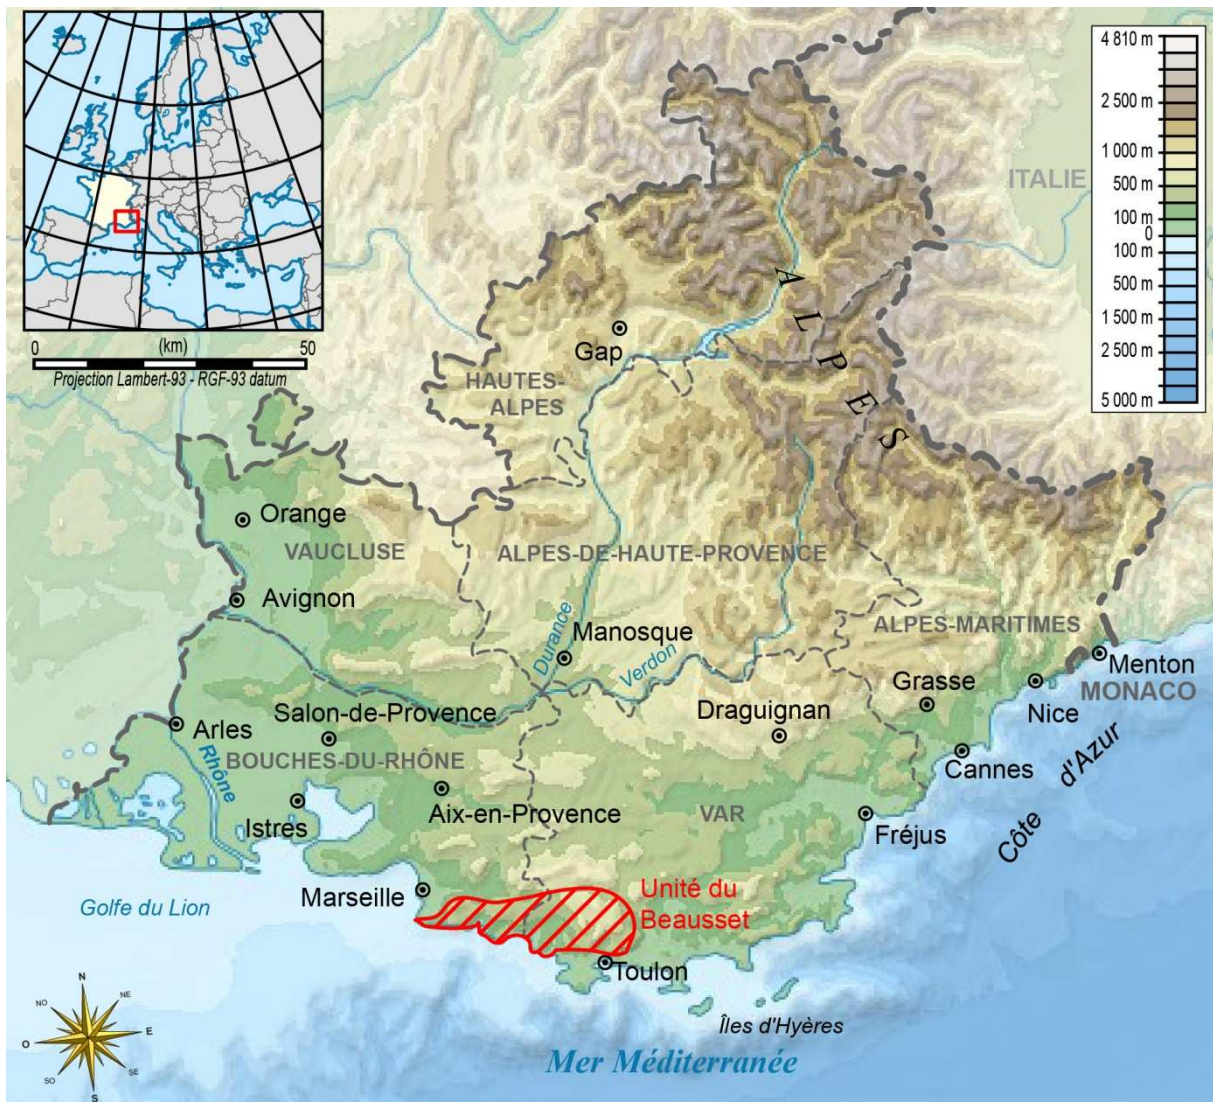 0
(km)
50
Projection Lambert-93 - RGF-93 datum
4 810 m
2 500 m
1 000 m
500 m
100 m
0
100 m
500 m
1 500 m
2 500 m
5 000 m
ITALIE
ALPES
Gap
HAUTES-
ALPES
Orange
VAUCLUSE
ALPES-DE-HAUTE-PROVENCE
Avignon
Durance
Manosque
Verdon
ALPES-MARITIMES
Menton
MONACO
Grasse
Nice
Salon-de-Provence
Draguignan
Arles
Rhône
BOUCHES-DU-RHÔNE
Cannes
Côte d'Azur
Istres
Aix-en-Provence
VAR
Fréjus
Marseille
Unité du
Beausset
Golfe du Lion
Toulon
Îles d'Hyères
Mer Méditerranée
N
NO
NE
O
E
SO
SE
S